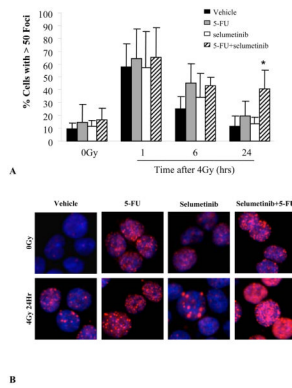 Vehicle
5-FU
selumetinib
5-FU+selumetinib
% Cells with > 50 Foci
80
70
60
50
40
30
20
10
0
*
0Gy 1 6 24
Time after 4Gy (hrs)
A
Vehicle 5-FU Selumetinib Selumetinib+5-FU
0Gy
4Gy 24Hr
B